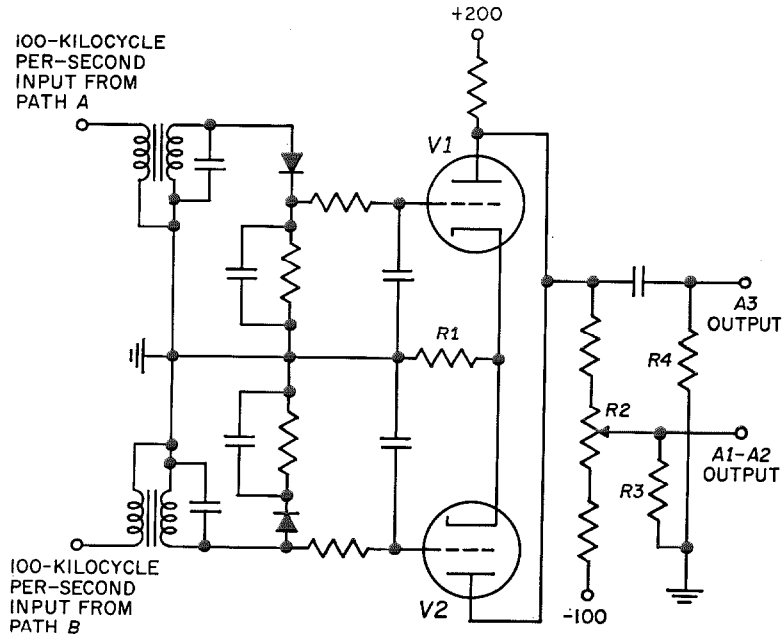 +200
100-KILOCYCLE
PER-SECOND
INPUT FROM
PATH A
V1
R1
A3
OUTPUT
R4
R2
A1-A2
OUTPUT
R3
100-KILOCYCLE
PER-SECOND
INPUT FROM
PATH B
V2
-100